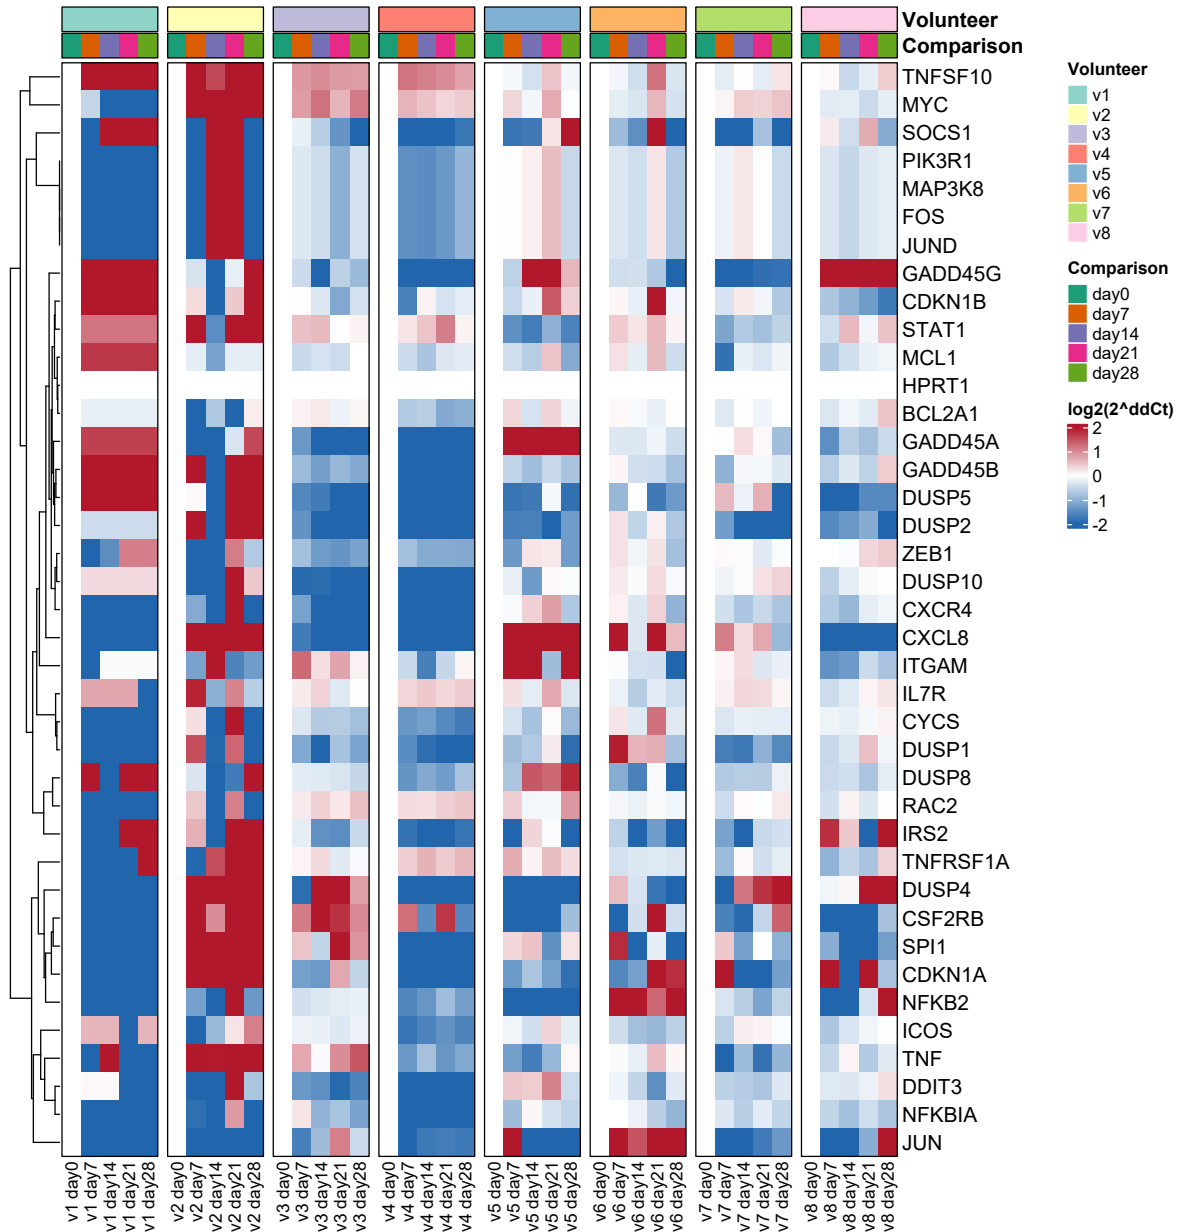 Volunteer
Comparison
TNFSF10
MYC
SOCS1
PIK3R1
MAP3K8
FOS
JUND
GADD45G
CDKN1B
STAT1
MCL1
HPRT1
BCL2A1
GADD45A
GADD45B
DUSP5
DUSP2
ZEB1
DUSP10
CXCR4
CXCL8
ITGAM
IL7R
CYCS
DUSP1
DUSP8
RAC2
IRS2
TNFRSF1A
DUSP4
CSF2RB
SPI1
CDKN1A
NFKB2
ICOS
TNF
DDIT3
NFKBIA
JUN
v1 day0
v1 day7
v1 day14
v1 day21
v1 day28
v2 day0
v2 day7
v2 day14
v2 day21
v2 day28
v3 day0
v3 day7
v3 day14
v3 day21
v3 day28
v4 day0
v4 day7
v4 day14
v4 day21
v4 day28
v5 day0
v5 day7
v5 day14
v5 day21
v5 day28
v6 day0
v6 day7
v6 day14
v6 day21
v6 day28
v7 day0
v7 day7
v7 day14
v7 day21
v7 day28
v8 day0
v8 day7
v8 day14
v8 day21
v8 day28
Volunteer
v1
v2
v3
v4
v5
v6
v7
v8
Comparison
day0
day7
day14
day21
day28
log2(2^ddCt)
2
1
0
-1
-2